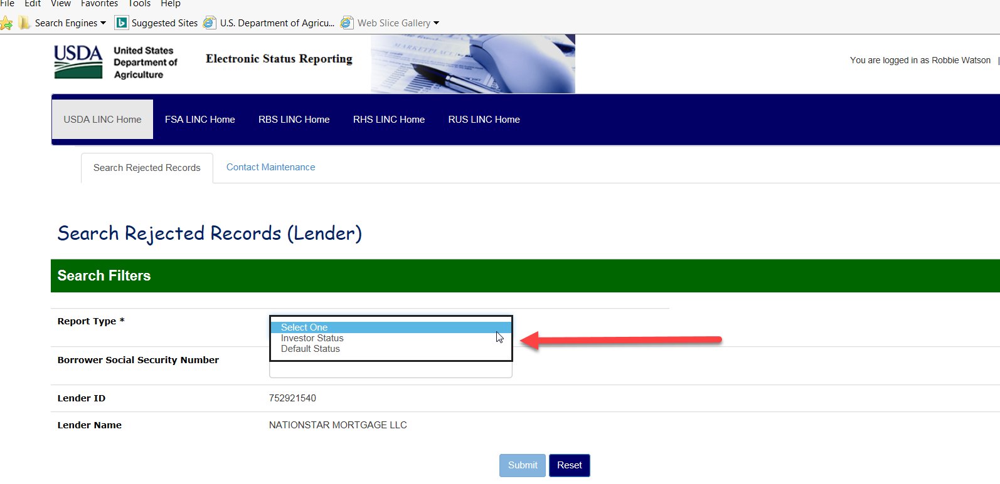 File Edit View Favorites Tools Help
Search Engines Suggested Sites U.S. Department of Agricu... Web Slice Gallery
USDA
United States
Department of
Agriculture
Electronic Status Reporting
MARKETPLACE
You are logged in as Robbie Watson |
USDA LINC Home FSA LINC Home RBS LINC Home RHS LINC Home RUS LINC Home
Search Rejected Records Contact Maintenance
Search Rejected Records (Lender)
Search Filters
Report Type *
Select One
Investor Status
Default Status
Borrower Social Security Number
Lender ID 752921540
Lender Name NATIONSTAR MORTGAGE LLC
Submit Reset